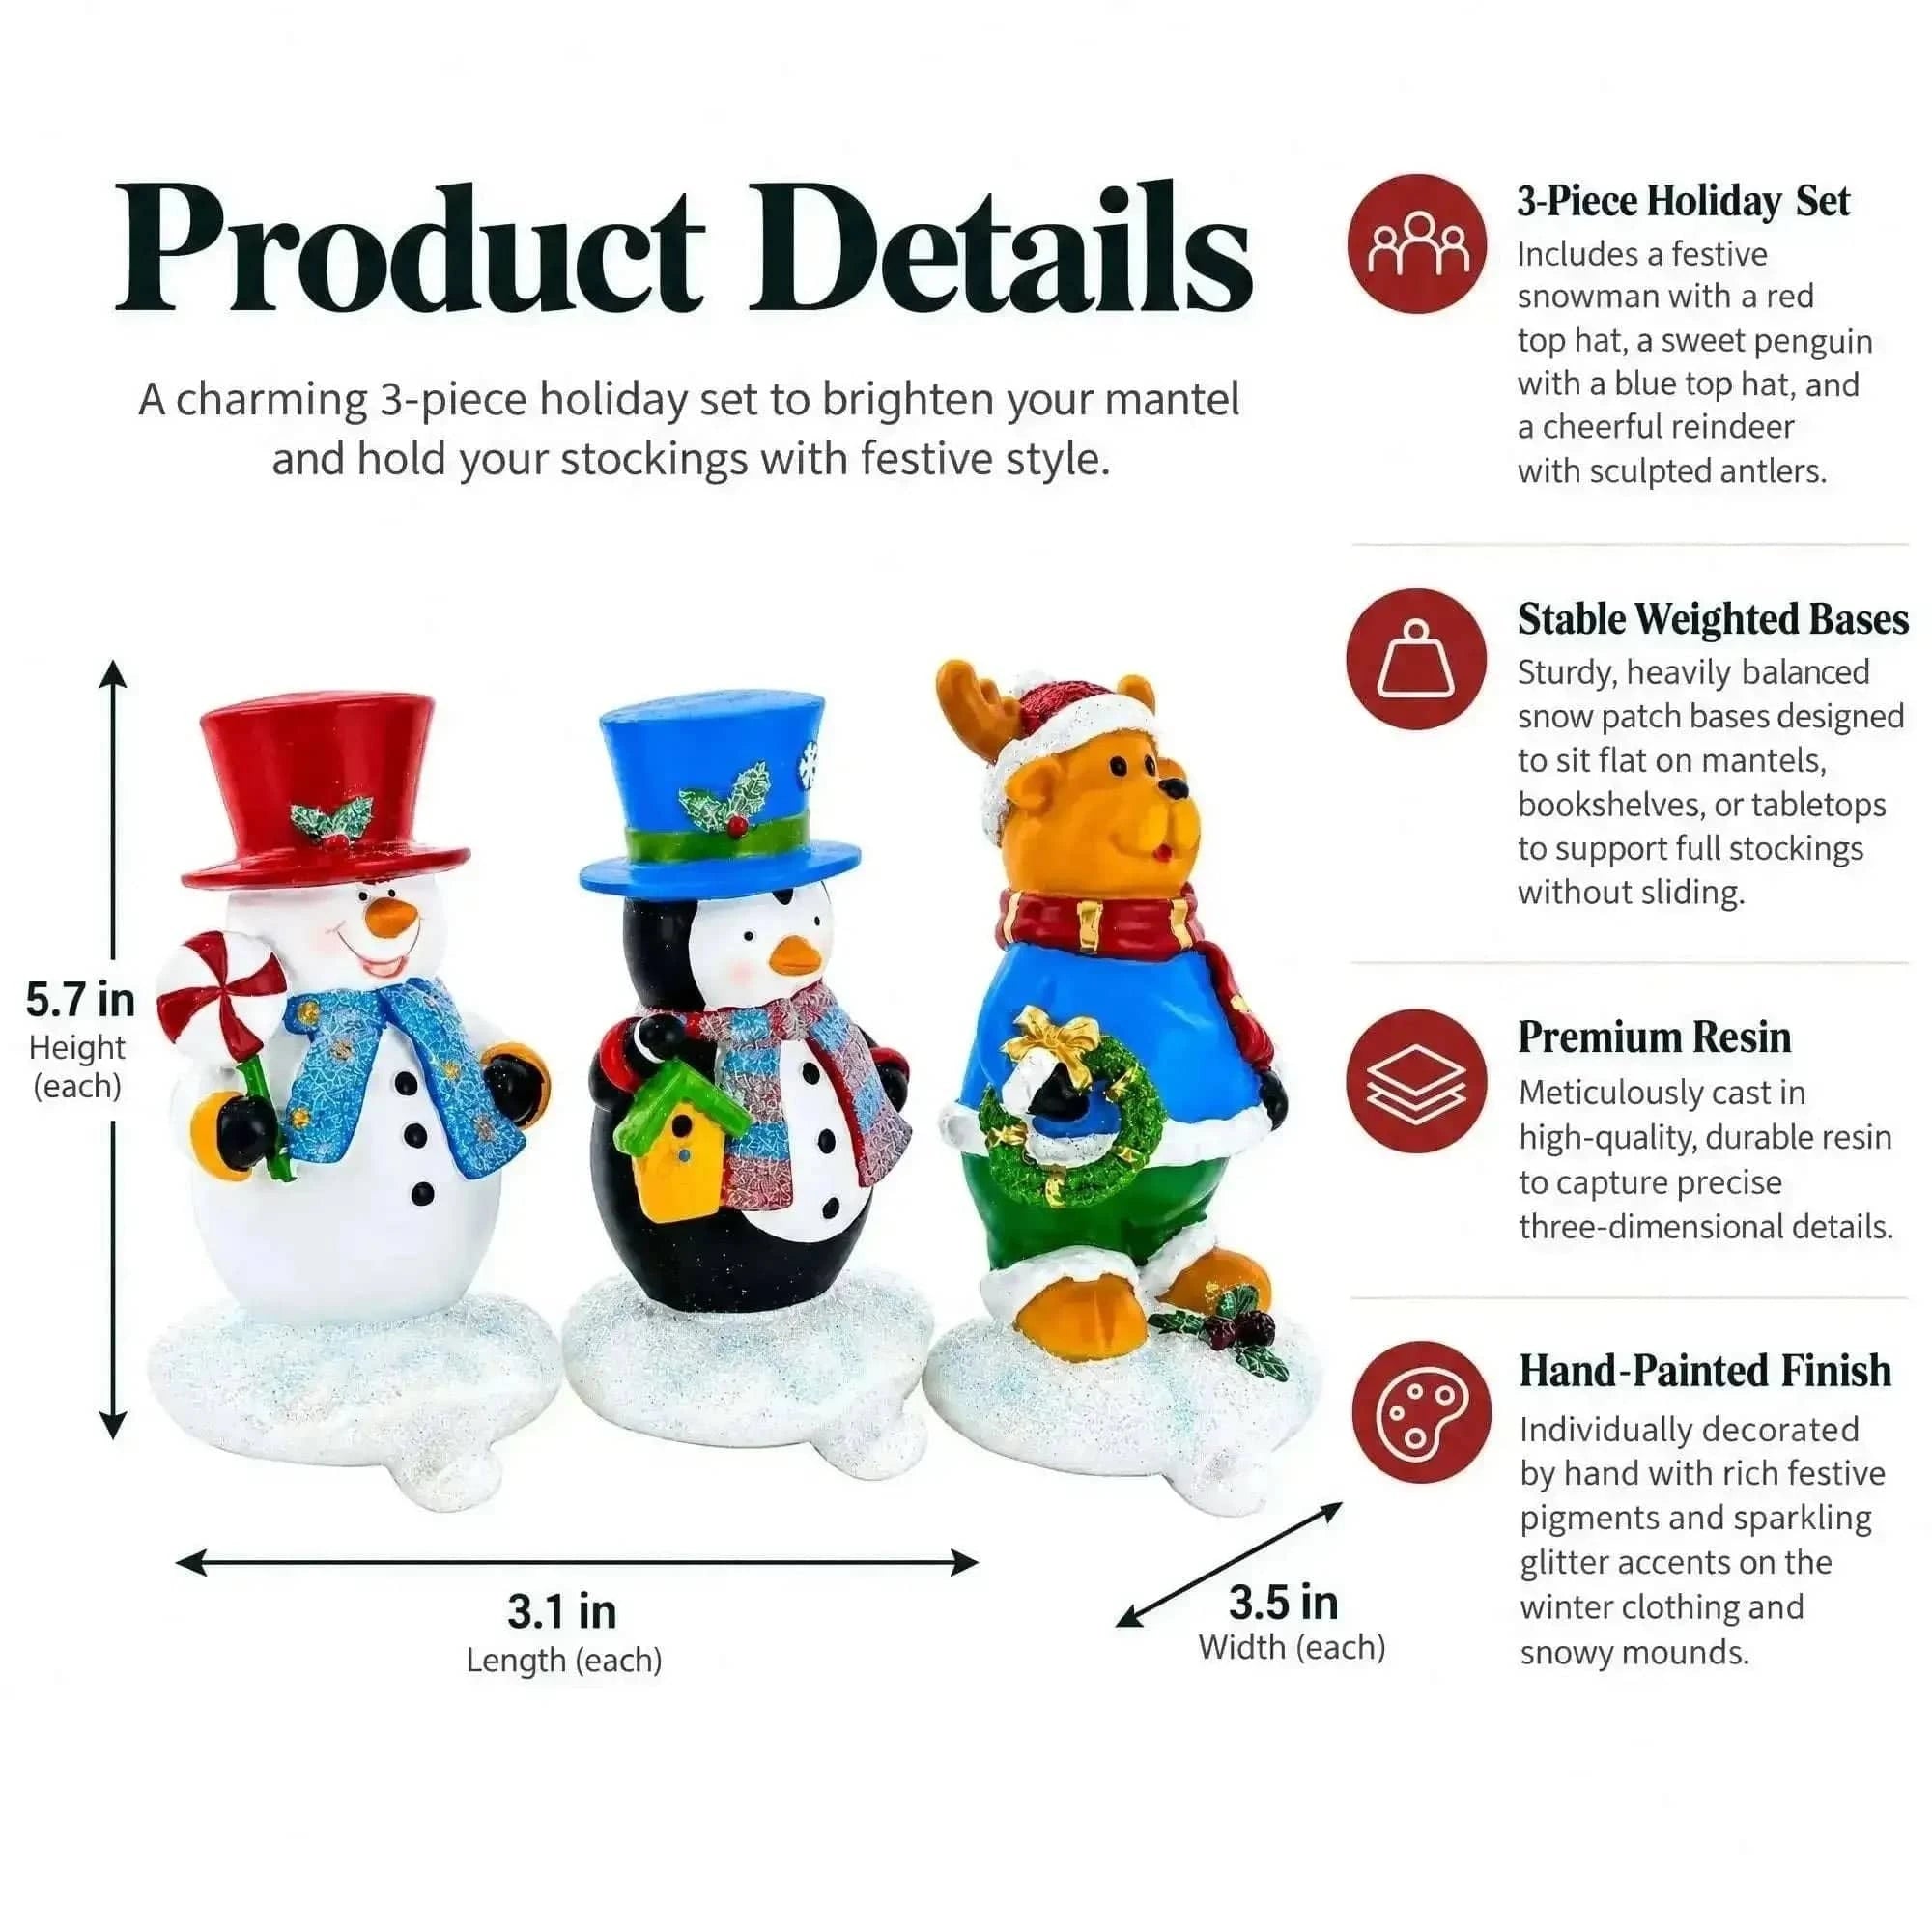 Product Details
A charming 3-piece holiday set to brighten your mantel
and hold your stockings with festive style.
5.7 in
Height
(each)
3.1 in
Length (each)
3.5 in
Width (each)
3-Piece Holiday Set
Includes a festive
snowman with a red
top hat, a sweet penguin
with a blue top hat, and
a cheerful reindeer
with sculpted antlers.
Stable Weighted Bases
Sturdy, heavily balanced
snow patch bases designed
to sit flat on mantels,
bookshelves, or tabletops
to support full stockings
without sliding.
Premium Resin
Meticulously cast in
high-quality, durable resin
to capture precise
three-dimensional details.
Hand-Painted Finish
Individually decorated
by hand with rich festive
pigments and sparkling
glitter accents on the
winter clothing and
snowy mounds.